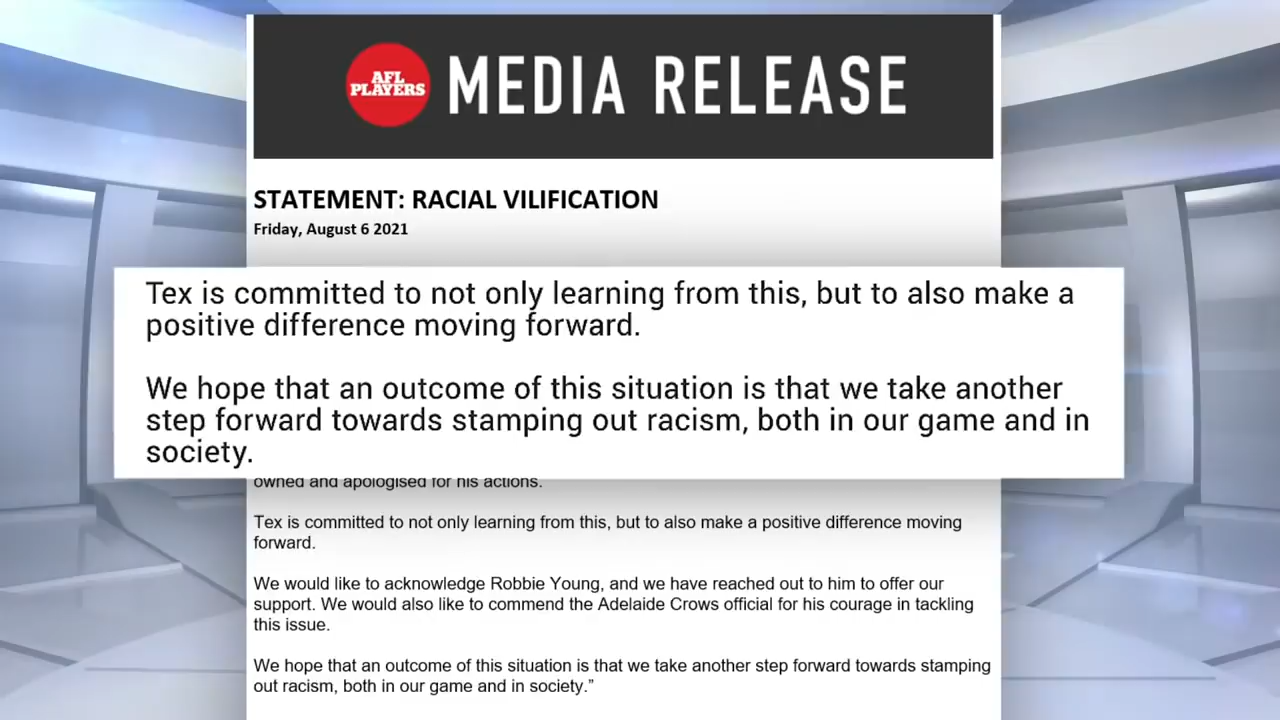 AFL
PLAYERS
MEDIA RELEASE
STATEMENT: RACIAL VILIFICATION
Friday, August 6 2021
Tex is committed to not only learning from this, but to also make a
positive difference moving forward.
We hope that an outcome of this situation is that we take another
step forward towards stamping out racism, both in our game and in
society.
owned and apologised for his actions.
Tex is committed to not only learning from this, but to also make a positive difference moving
forward.
We would like to acknowledge Robbie Young, and we have reached out to him to offer our
support. We would also like to commend the Adelaide Crows official for his courage in tackling
this issue.
We hope that an outcome of this situation is that we take another step forward towards stamping
out racism, both in our game and in society.”